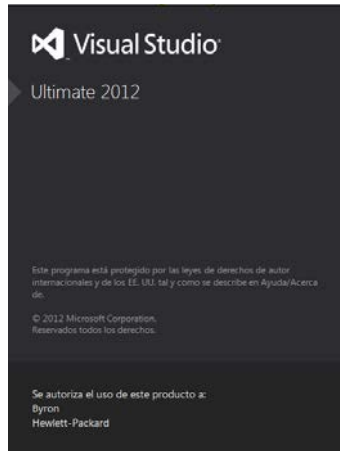 Visual Studio
Ultimate 2012
Este programa está protegido por las leyes de derechos de autor
internacionales y de los EE. UU. tal y como se describe en Ayuda/Acerca
de.
© 2012 Microsoft Corporation.
Reservados todos los derechos.
Se autoriza el uso de este producto a:
Byron
Hewlett-Packard